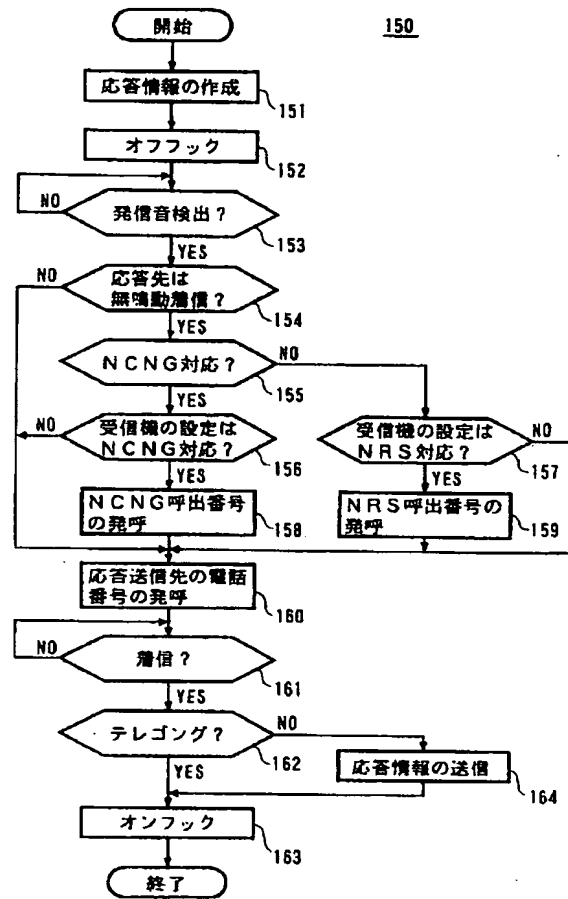 開始
150
応答情報の作成
151
オフフック
152
NO
発信音検出?
153
YES
NO
応答先は
無鳴動着信?
154
YES
NCNG対応?
NO
155
YES
NO
受信機の設定は
NCNG対応?
156
YES
受信機の設定は
NRS対応?
NO
157
YES
NCNG呼出番号
の発呼
158
NRS呼出番号の
発呼
159
応答送信先の電話
番号の発呼
160
NO
着信?
161
YES
テレゴング?
NO
162
YES
応答情報の送信
164
オンフック
163
終了